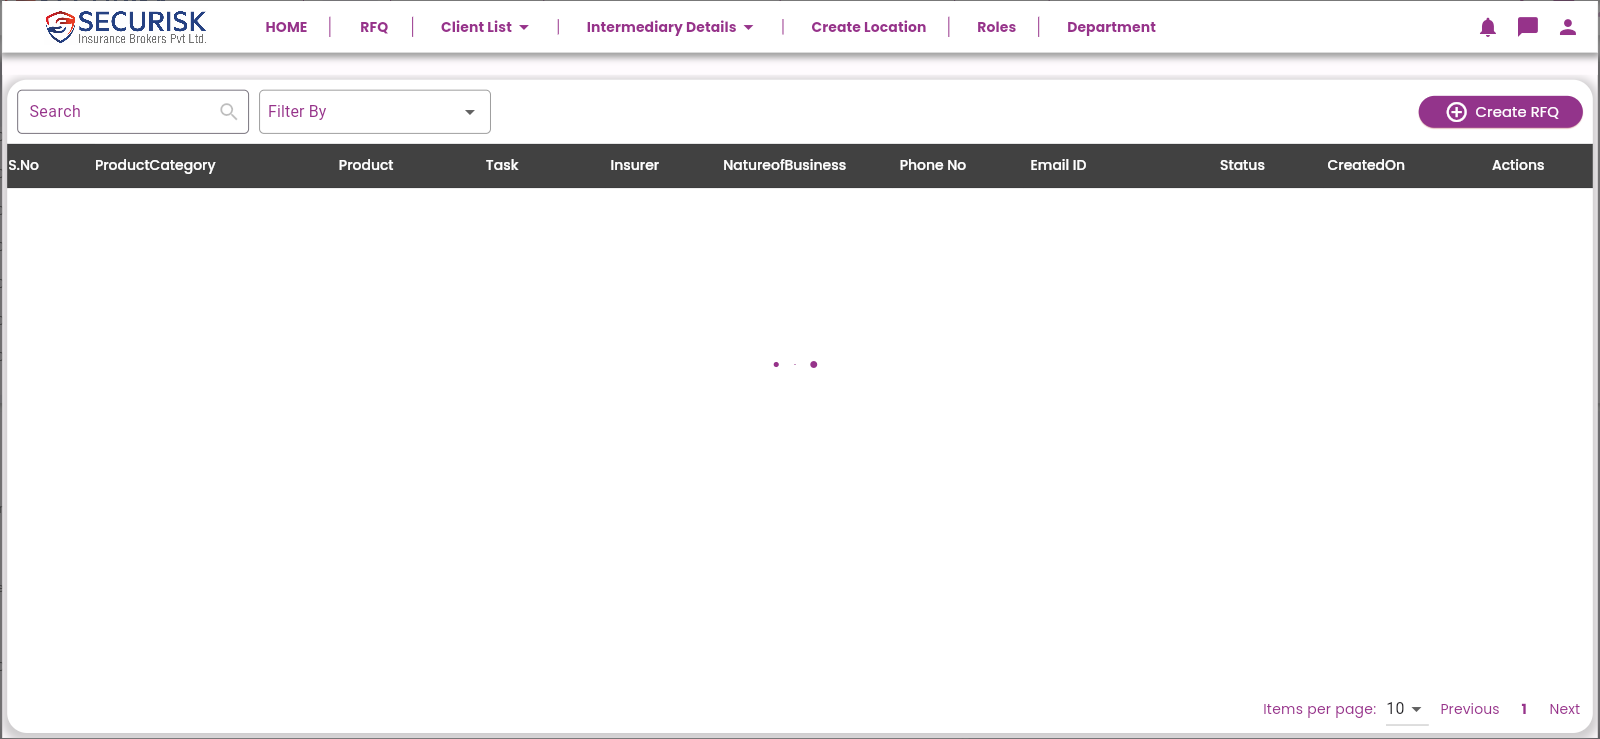 SECURISK
Insurance Brokers Pvt Ltd.
HOME RFQ Client List Intermediary Details Create Location Roles Department
Search Filter By Create RFQ
S.No ProductCategory Product Task Insurer NatureofBusiness Phone No Email ID Status CreatedOn Actions
Items per page: 10 Previous 1 Next